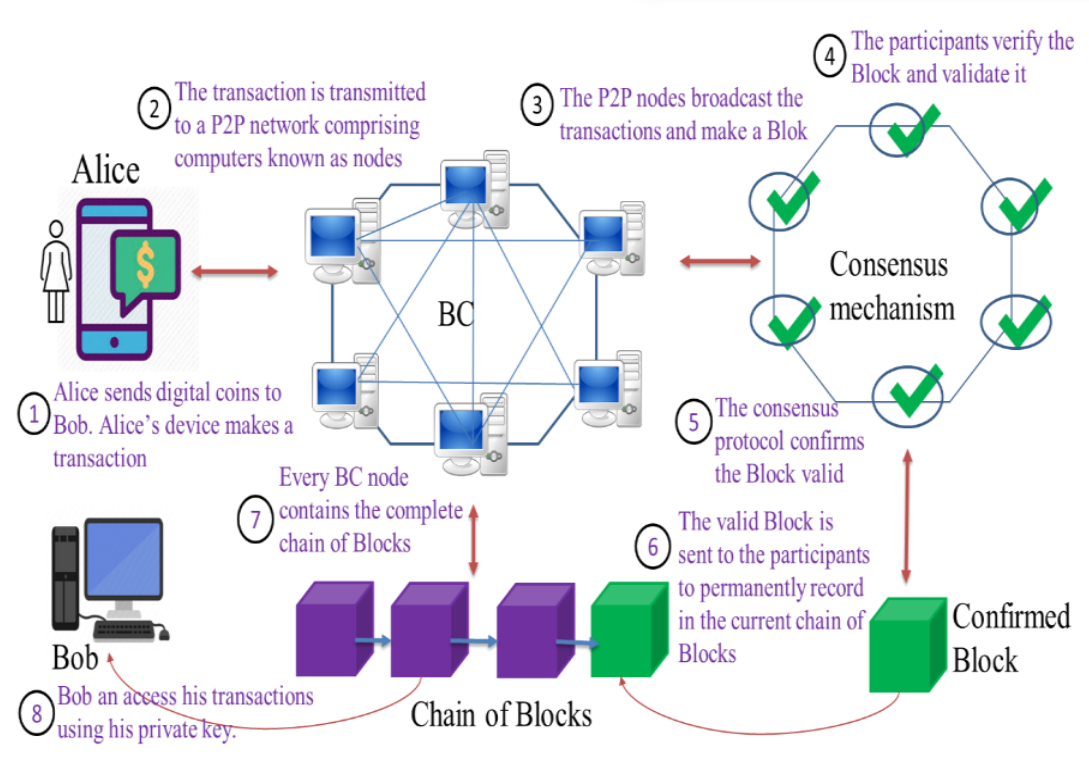 4
The participants verify the
Block and validate it
2
The transaction is transmitted
to a P2P network comprising
computers known as nodes
3
The P2P nodes broadcast the
transactions and make a Blok
Alice
$
BC
Consensus
mechanism
1
Alice sends digital coins to
Bob. Alice’s device makes a
transaction
5
The consensus
protocol confirms
the Block valid
7
Every BC node
contains the complete
chain of Blocks
6
The valid Block is
sent to the participants
to permanently record
in the current chain of
Blocks
Confirmed
Block
Bob
8
Bob an access his transactions
using his private key.
Chain of Blocks